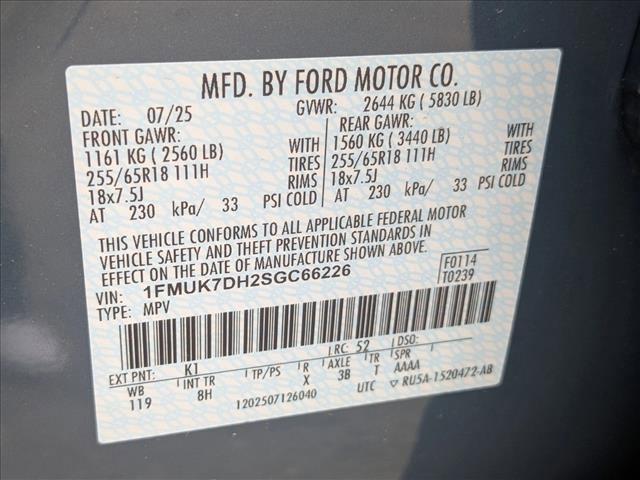 MFD. BY FORD MOTOR CO.
DATE: 07/25 GVWR: 2644 KG ( 5830 LB)
FRONT GAWR: REAR GAWR:
1161 KG ( 2560 LB) WITH 1560 KG ( 3440 LB) WITH
255/65R18 111H TIRES 255/65R18 111H TIRES
18x7.5J RIMS 18x7.5J RIMS
AT 230 kPa/ 33 PSI COLD AT 230 kPa/ 33 PSI COLD
THIS VEHICLE CONFORMS TO ALL APPLICABLE FEDERAL MOTOR
VEHICLE SAFETY AND THEFT PREVENTION STANDARDS IN
EFFECT ON THE DATE OF MANUFACTURE SHOWN ABOVE.
VIN: 1FMUK7DH2SGC66226 F0114
TYPE: MPV T0239
EXT PNT: K1 RC: 52 DSO:
WB INT TR TP/PS R AXLE TR SPR
119 8H X 3B T AAAA
1202507126040 UTC ▽ RU5A-1520472-AB